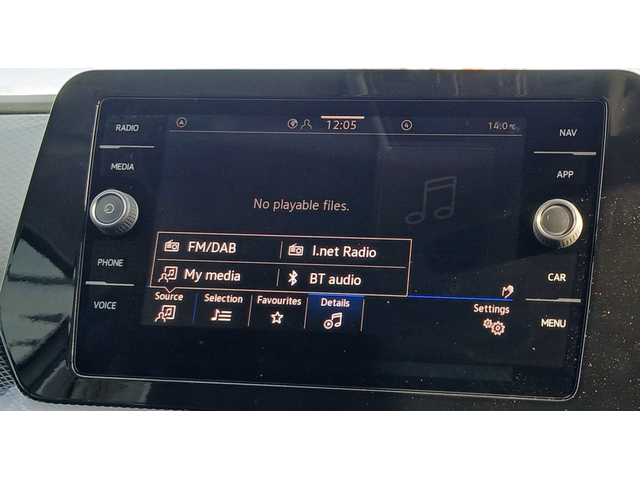 RADIO
MEDIA
PHONE
VOICE
12:05
14.0°C
No playable files.
FM/DAB
I.net Radio
My media
BT audio
Source
Selection
Favourites
Details
Settings
NAV
APP
CAR
MENU